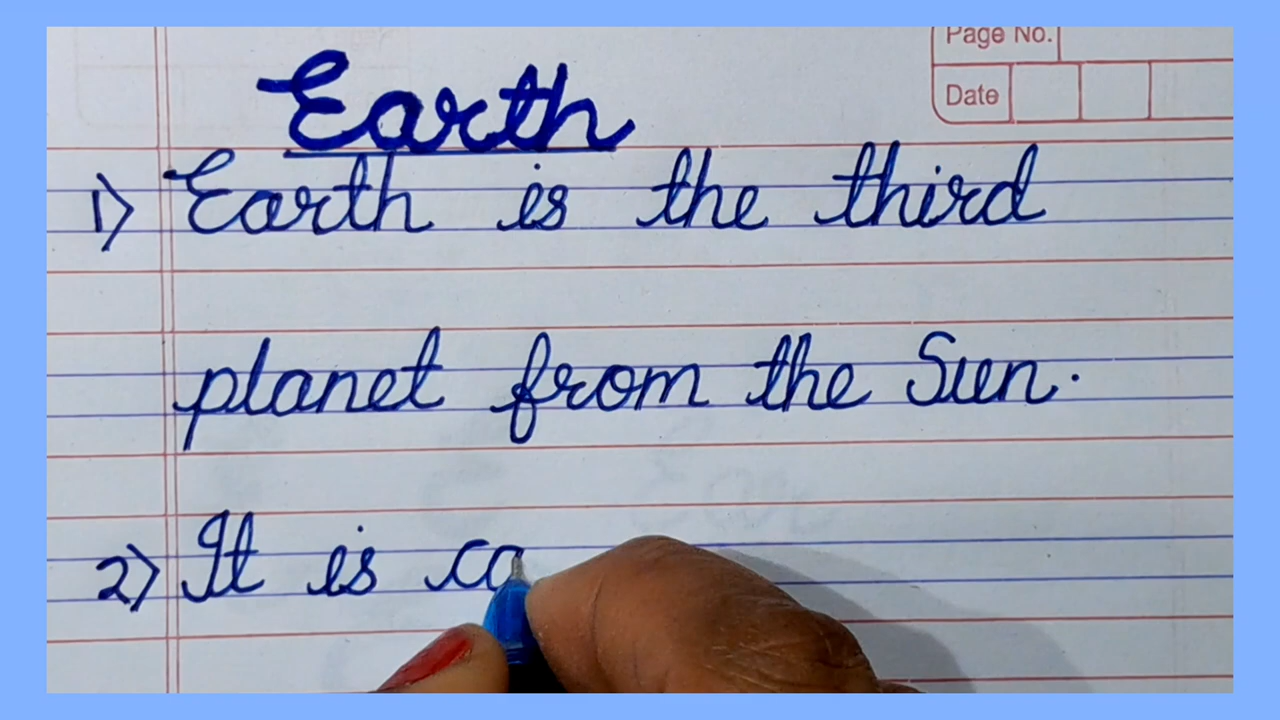 Page No.
Date
Earth
1) Earth is the third
planet from the Sun.
2) It is